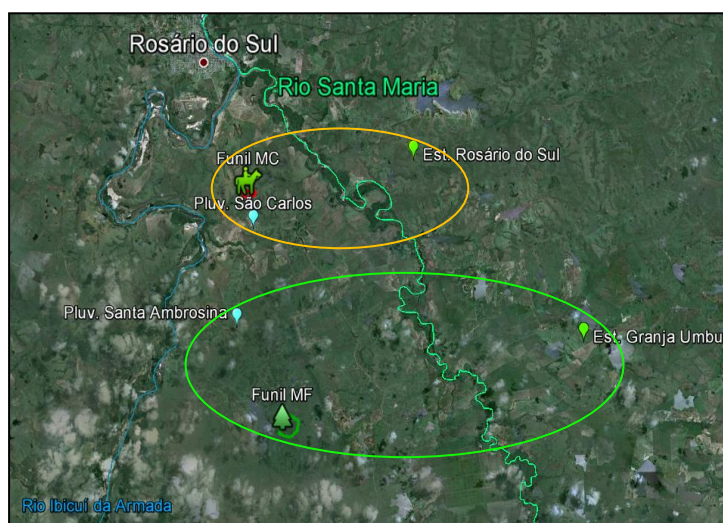 Rosário do Sul
Rio Santa Maria
Funil MC
Est. Rosário do Sul
Pluv. São Carlos
Pluv. Santa Ambrosina
Est. Granja Umbu
Funil MF
Rio Ibicuí da Armada